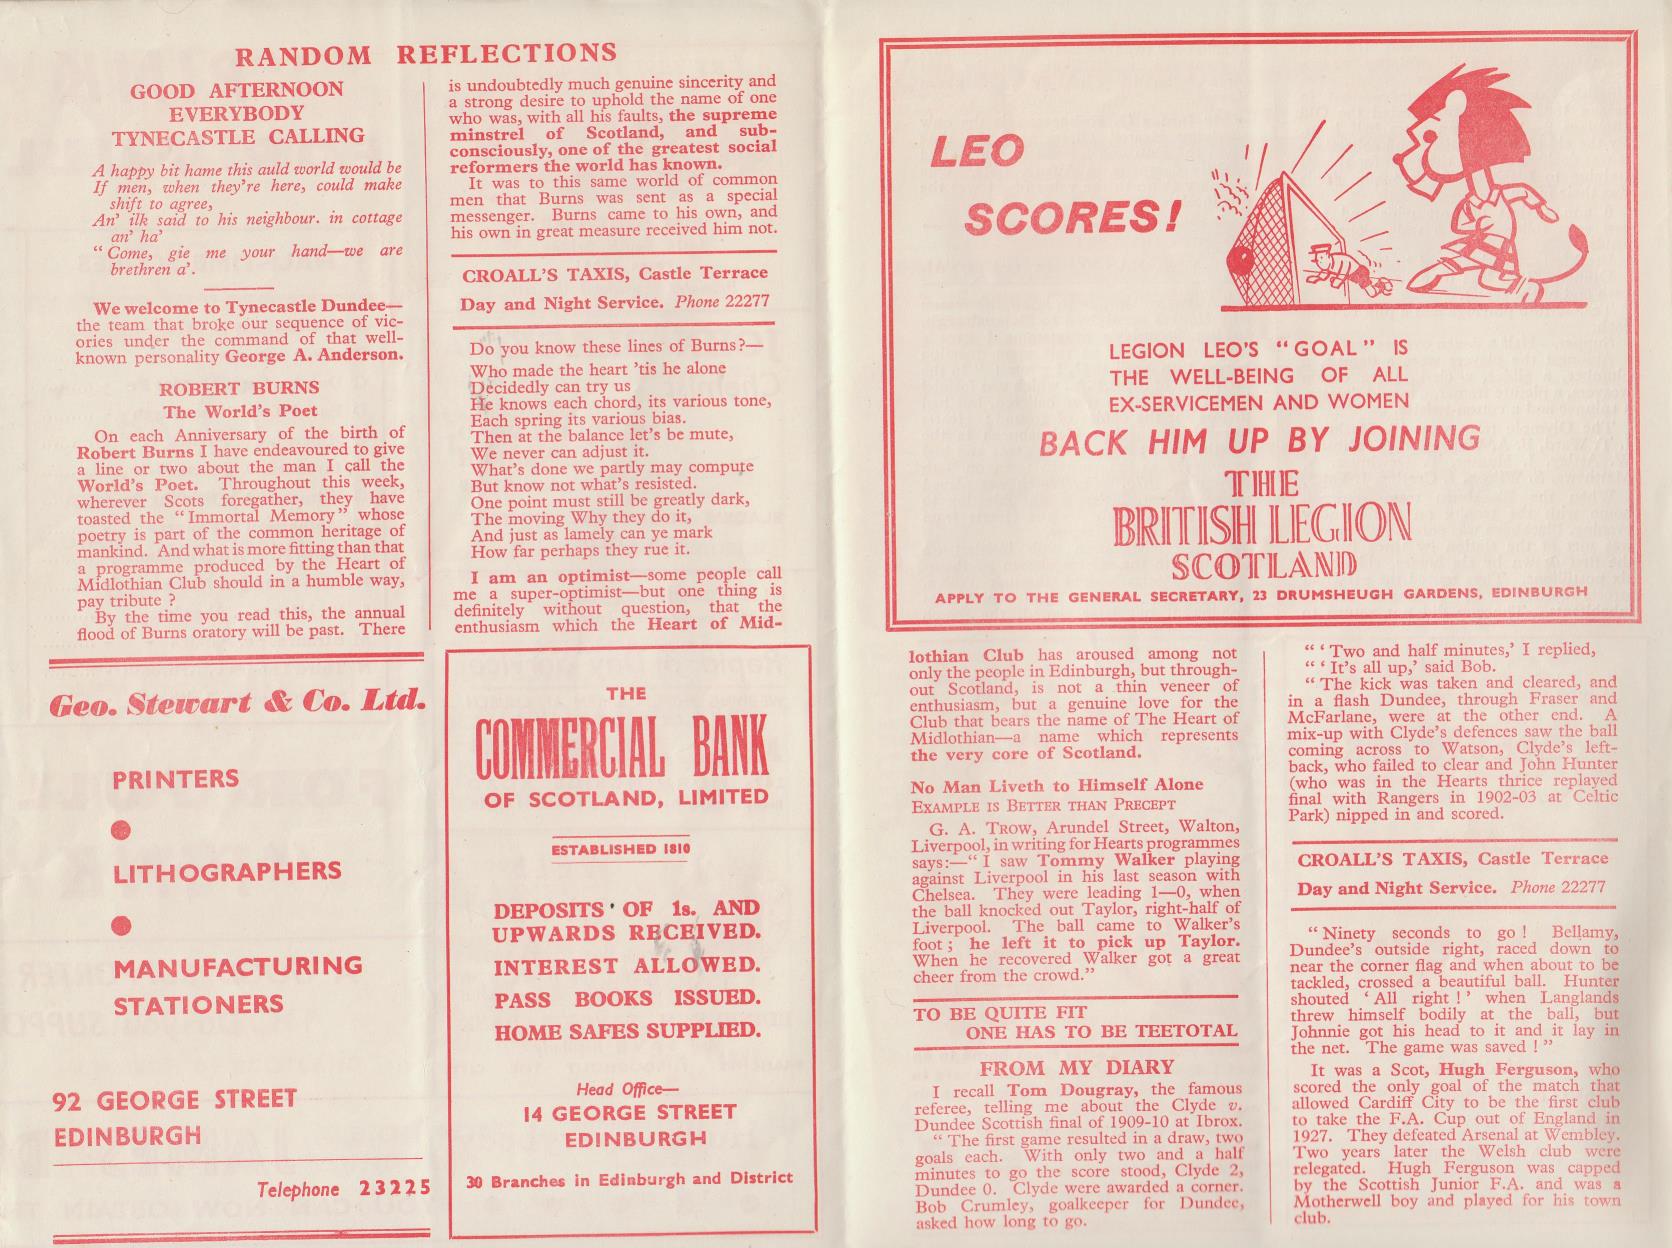 RANDOM REFLECTIONS
GOOD AFTERNOON
EVERYBODY
TYNECASTLE CALLING
A happy bit hame this auld world would be
If men, when they're here, could make
shift to agree,
An' ilk said to his neighbour. in cottage
an' ha'
“ Come, gie me your hand—we are
brethren a'.
We welcome to Tynecastle Dundee—
the team that broke our sequence of vic-
ories under the command of that well-
known personality George A. Anderson.
ROBERT BURNS
The World's Poet
On each Anniversary of the birth of
Robert Burns I have endeavoured to give
a line or two about the man I call the
World's Poet. Throughout this week,
wherever Scots foregather, they have
toasted the “ Immortal Memory ” whose
poetry is part of the common heritage of
mankind. And what is more fitting than that
a programme produced by the Heart of
Midlothian Club should in a humble way,
pay tribute ?
By the time you read this, the annual
flood of Burns oratory will be past. There
is undoubtedly much genuine sincerity and
a strong desire to uphold the name of one
who was, with all his faults, the supreme
minstrel of Scotland, and sub-
consciously, one of the greatest social
reformers the world has known.
It was to this same world of common
men that Burns was sent as a special
messenger. Burns came to his own, and
his own in great measure received him not.
CROALL'S TAXIS, Castle Terrace
Day and Night Service. Phone 22277
Do you know these lines of Burns ?—
Who made the heart 'tis he alone
Decidedly can try us
He knows each chord, its various tone,
Each spring its various bias.
Then at the balance let's be mute,
We never can adjust it.
What's done we partly may compute
But know not what's resisted.
One point must still be greatly dark,
The moving Why they do it,
And just as lamely can ye mark
How far perhaps they rue it.
I am an optimist—some people call
me a super-optimist—but one thing is
definitely without question, that the
enthusiasm which the Heart of Mid-
Geo. Stewart & Co. Ltd.
PRINTERS
●
LITHOGRAPHERS
●
MANUFACTURING
STATIONERS
92 GEORGE STREET
EDINBURGH
Telephone 23225
THE
COMMERCIAL BANK
OF SCOTLAND, LIMITED
ESTABLISHED 1810
DEPOSITS OF 1s. AND
UPWARDS RECEIVED.
INTEREST ALLOWED.
PASS BOOKS ISSUED.
HOME SAFES SUPPLIED.
Head Office—
14 GEORGE STREET
EDINBURGH
30 Branches in Edinburgh and District
LEO
SCORES!
LEGION LEO'S “ GOAL ” IS
THE WELL-BEING OF ALL
EX-SERVICEMEN AND WOMEN
BACK HIM UP BY JOINING
THE
BRITISH LEGION
SCOTLAND
APPLY TO THE GENERAL SECRETARY, 23 DRUMSHEUGH GARDENS, EDINBURGH
lothian Club has aroused among not
only the people in Edinburgh, but through-
out Scotland, is not a thin veneer of
enthusiasm, but a genuine love for the
Club that bears the name of The Heart of
Midlothian—a name which represents
the very core of Scotland.
No Man Liveth to Himself Alone
EXAMPLE IS BETTER THAN PRECEPT
G. A. TROW, Arundel Street, Walton,
Liverpool, in writing for Hearts programmes
says:—“ I saw Tommy Walker playing
against Liverpool in his last season with
Chelsea. They were leading 1—0, when
the ball knocked out Taylor, right-half of
Liverpool. The ball came to Walker's
foot ; he left it to pick up Taylor.
When he recovered Walker got a great
cheer from the crowd.”
TO BE QUITE FIT
ONE HAS TO BE TEETOTAL
FROM MY DIARY
I recall Tom Dougray, the famous
referee, telling me about the Clyde v.
Dundee Scottish final of 1909-10 at Ibrox.
“ The first game resulted in a draw, two
goals each. With only two and a half
minutes to go the score stood, Clyde 2,
Dundee 0. Clyde were awarded a corner.
Bob Crumley, goalkeeper for Dundee,
asked how long to go.
“ ‘ Two and half minutes,’ I replied,
“ ‘ It's all up,’ said Bob.
“ The kick was taken and cleared, and
in a flash Dundee, through Fraser and
McFarlane, were at the other end. A
mix-up with Clyde's defences saw the ball
coming across to Watson, Clyde's left-
back, who failed to clear and John Hunter
(who was in the Hearts thrice replayed
final with Rangers in 1902-03 at Celtic
Park) nipped in and scored.
CROALL'S TAXIS, Castle Terrace
Day and Night Service. Phone 22277
“ Ninety seconds to go ! Bellamy,
Dundee's outside right, raced down to
near the corner flag and when about to be
tackled, crossed a beautiful ball. Hunter
shouted ‘ All right ! ’ when Langlands
threw himself bodily at the ball, but
Johnnie got his head to it and it lay in
the net. The game was saved ! ”
It was a Scot, Hugh Ferguson, who
scored the only goal of the match that
allowed Cardiff City to be the first club
to take the F.A. Cup out of England in
1927. They defeated Arsenal at Wembley.
Two years later the Welsh club were
relegated. Hugh Ferguson was capped
by the Scottish Junior F.A. and was a
Motherwell boy and played for his town
club.